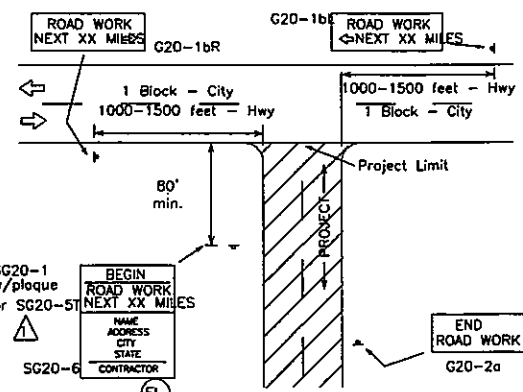 ROAD WORK
NEXT XX MILES
G20-1bR
G20-1bL
ROAD WORK
⇦NEXT XX MILES
1 Block - City
1000-1500 feet - Hwy
1000-1500 feet - Hwy
1 Block - City
Project Limit
80'
min.
PROJECT
SG20-1
w/plaque
or SG20-5T
1
BEGIN
ROAD WORK
NEXT XX MILES
NAME
ADDRESS
CITY
STATE
CONTRACTOR
SG20-6
END
ROAD WORK
G20-2a